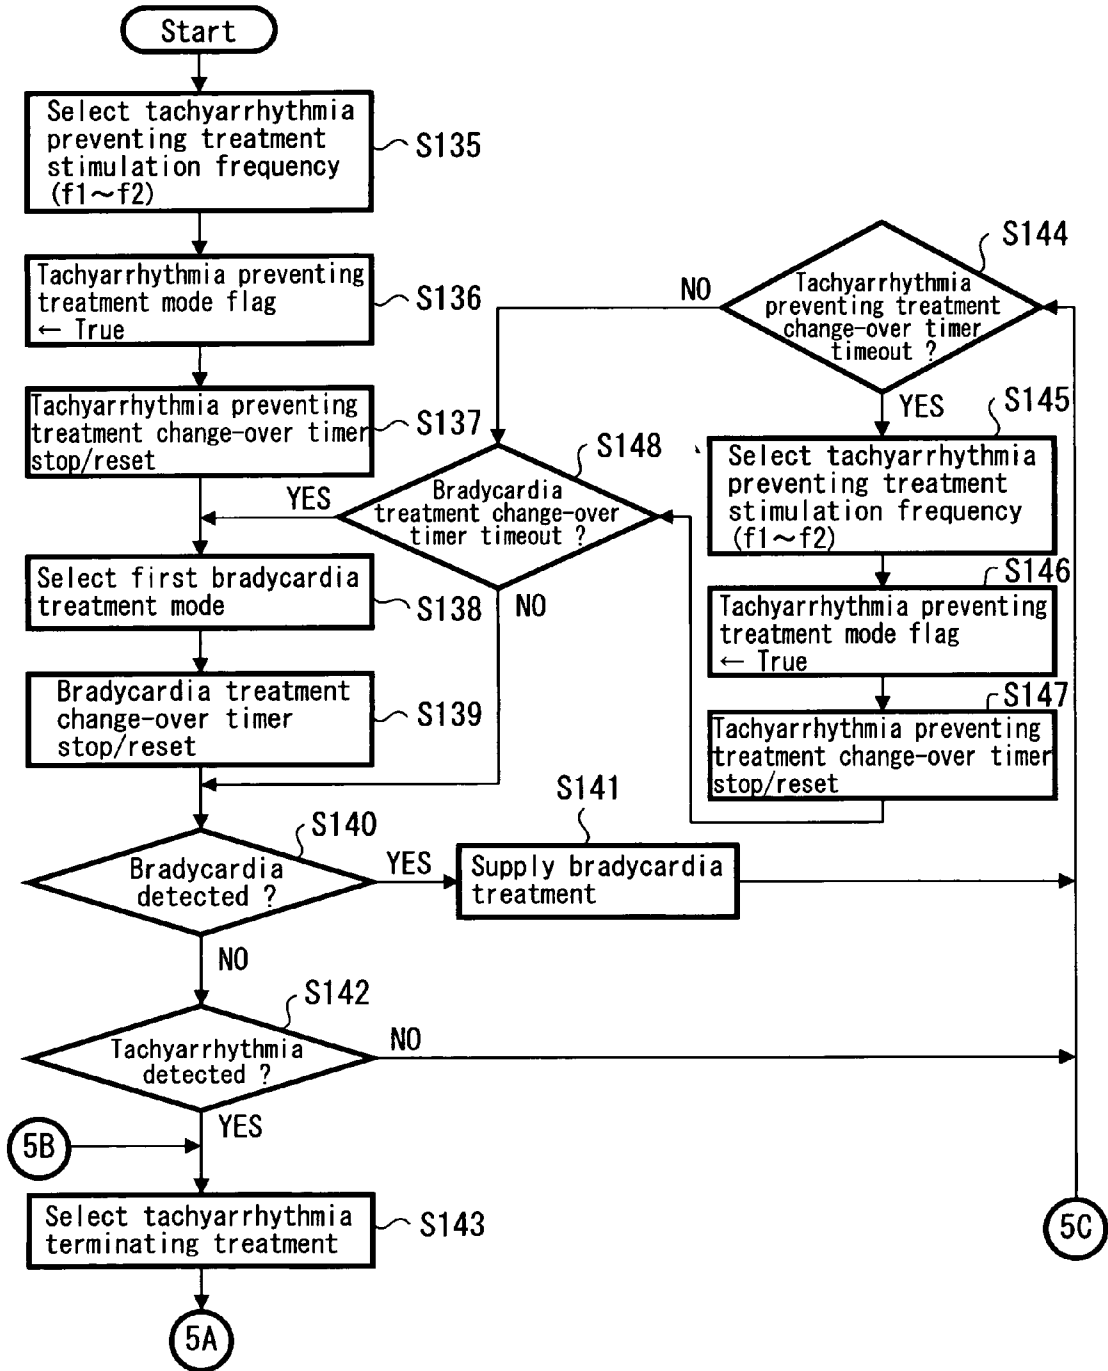 Start
Select tachyarrhythmia
preventing treatment
stimulation frequency
(f1~f2)
S135
Tachyarrhythmia preventing
treatment mode flag
← True
S136
Tachyarrhythmia preventing
treatment change-over timer
stop/reset
S137
Select first bradycardia
treatment mode
S138
Bradycardia treatment
change-over timer
stop/reset
S139
Bradycardia
detected ?
S140
YES
NO
Supply bradycardia
treatment
S141
Tachyarrhythmia
detected ?
S142
NO
YES
5B
Select tachyarrhythmia
terminating treatment
S143
5A
Tachyarrhythmia
preventing treatment
change-over timer
timeout ?
S144
NO
YES
Select tachyarrhythmia
preventing treatment
stimulation frequency
(f1~f2)
S145
Tachyarrhythmia preventing
treatment mode flag
← True
S146
Tachyarrhythmia preventing
treatment change-over timer
stop/reset
S147
Bradycardia
treatment change-over
timer timeout ?
S148
YES
NO
5C